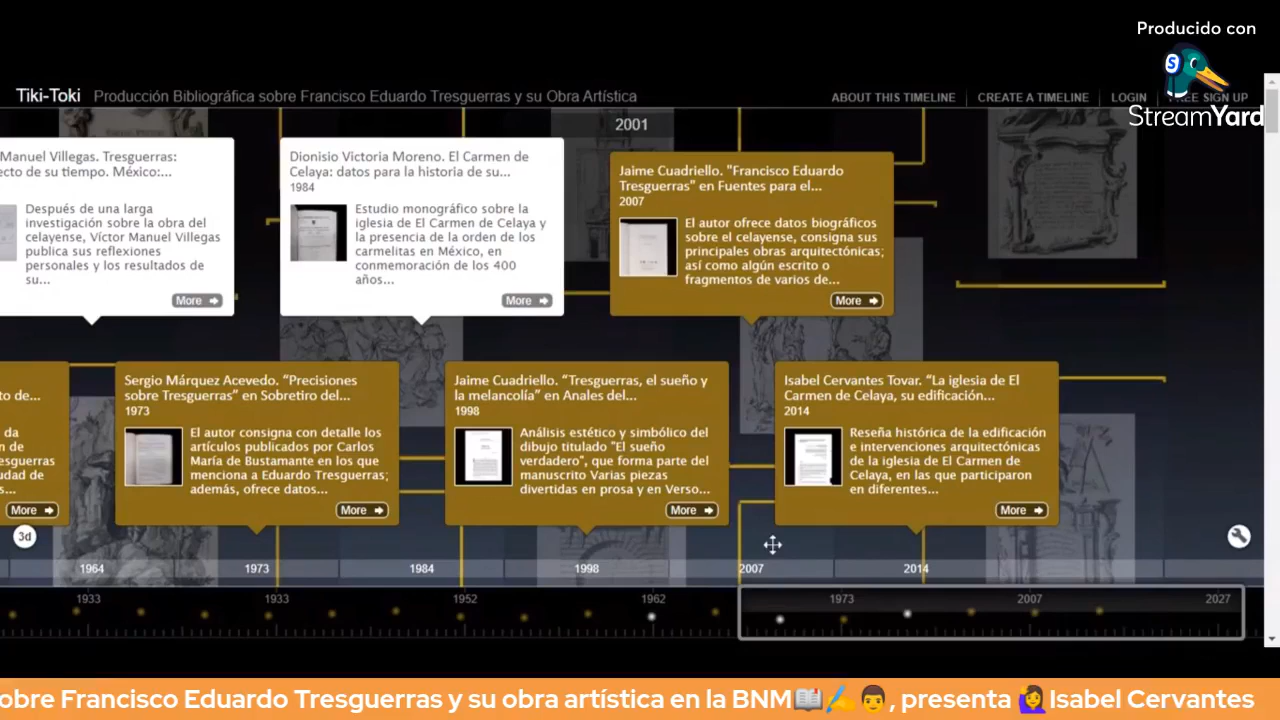 Producido con
StreamYard
Tiki-Toki
Producción Bibliográfica sobre Francisco Eduardo Tresguerras y su Obra Artística
ABOUT THIS TIMELINE
CREATE A TIMELINE
LOGIN
FREE SIGN UP
2001
Manuel Villegas. Tresguerras:
ecto de su tiempo. México:...
Después de una larga
investigación sobre la obra del
celayense, Víctor Manuel Villegas
publica sus reflexiones
personales y los resultados de
su...
More
Dionisio Victoria Moreno. El Carmen de
Celaya: datos para la historia de su...
1984
Estudio monográfico sobre la
iglesia de El Carmen de Celaya y
la presencia de la orden de los
carmelitas en México, en
conmemoración de los 400
años...
More
Jaime Cuadriello. "Francisco Eduardo
Tresguerras” en Fuentes para el...
2007
El autor ofrece datos biográficos
sobre el celayense, consigna sus
principales obras arquitectónicas;
así como algún escrito o
fragmentos de varios de...
More
to de...
da
n de
esguerras
udad de
s...
More
Sergio Márquez Acevedo. “Precisiones
sobre Tresguerras” en Sobretiro del...
1973
El autor consigna con detalle los
artículos publicados por Carlos
María de Bustamante en los que
menciona a Eduardo Tresguerras;
además, ofrece datos...
More
Jaime Cuadriello. “Tresguerras, el sueño y
la melancolía” en Anales del...
1998
Análisis estético y simbólico del
dibujo titulado "El sueño
verdadero", que forma parte del
manuscrito Varias piezas
divertidas en prosa y en Verso...
More
Isabel Cervantes Tovar. “La iglesia de El
Carmen de Celaya, su edificación...
2014
Reseña histórica de la edificación
e intervenciones arquitectónicas
de la iglesia de El Carmen de
Celaya, en las que participaron
en diferentes...
More
3d
1964 1973 1984 1998 2007 2014
1933 1933 1952 1962 1973 2007 2027
obre Francisco Eduardo Tresguerras y su obra artística en la BNM📖✍️👨, presenta 🙋‍♀️Isabel Cervantes